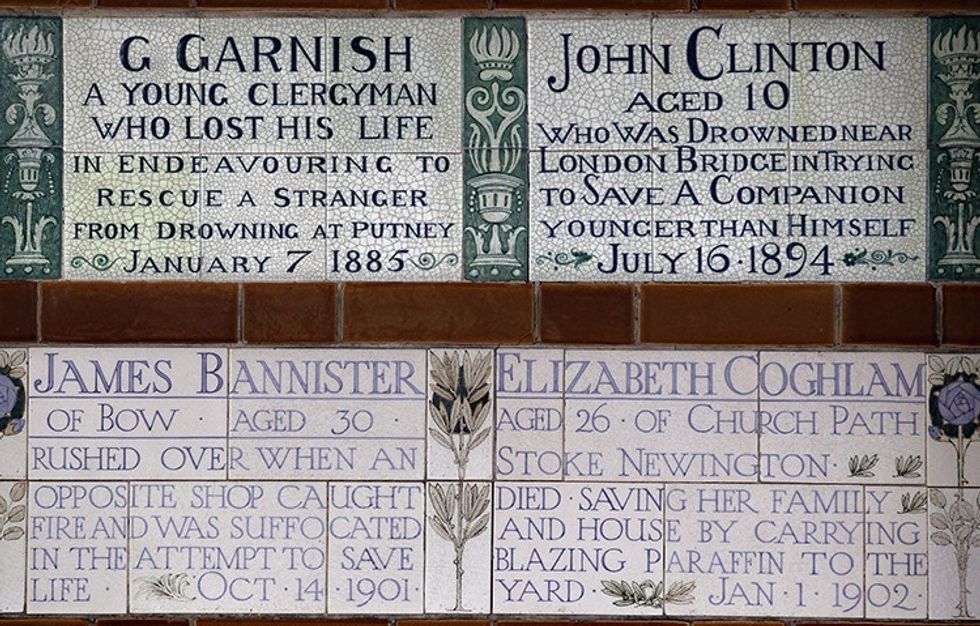 G GARNISH
A YOUNG CLERGYMAN
WHO LOST HIS LIFE
IN ENDEAVOURING TO
RESCUE A STRANGER
FROM DROWNING AT PUTNEY
JANUARY 7 1885
JOHN CLINTON
AGED 10
WHO WAS DROWNED NEAR
LONDON BRIDGE IN TRYING
TO SAVE A COMPANION
YOUNGER THAN HIMSELF
JULY 16 · 1894
JAMES BANNISTER
OF BOW · AGED 30 ·
RUSHED OVER WHEN AN
OPPOSITE SHOP CAUGHT
FIRE AND WAS SUFFOCATED
IN THE ATTEMPT TO SAVE
LIFE · OCT · 14 · 1901 ·
ELIZABETH COGHLAM
AGED 26 · OF CHURCH PATH
STOKE NEWINGTON ·
DIED · SAVING HER FAMILY
AND HOUSE BY CARRYING
BLAZING PARAFFIN TO THE
YARD · JAN · 1 · 1902 ·